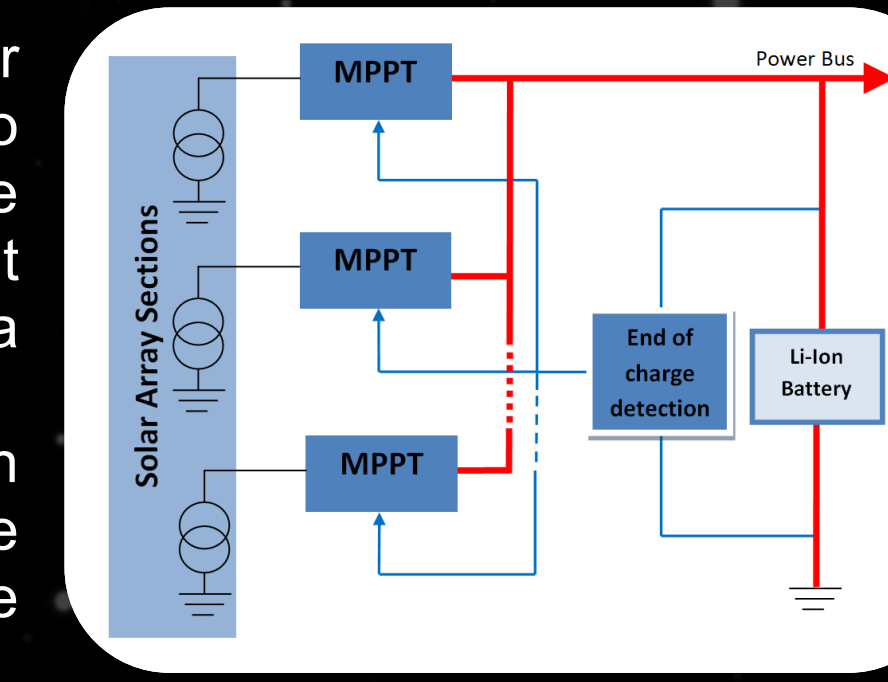 r
o
e
t
a
n
e
e
Solar Array Sections
MPPT
Power Bus
MPPT
End of
charge
detection
Li-Ion
Battery
MPPT